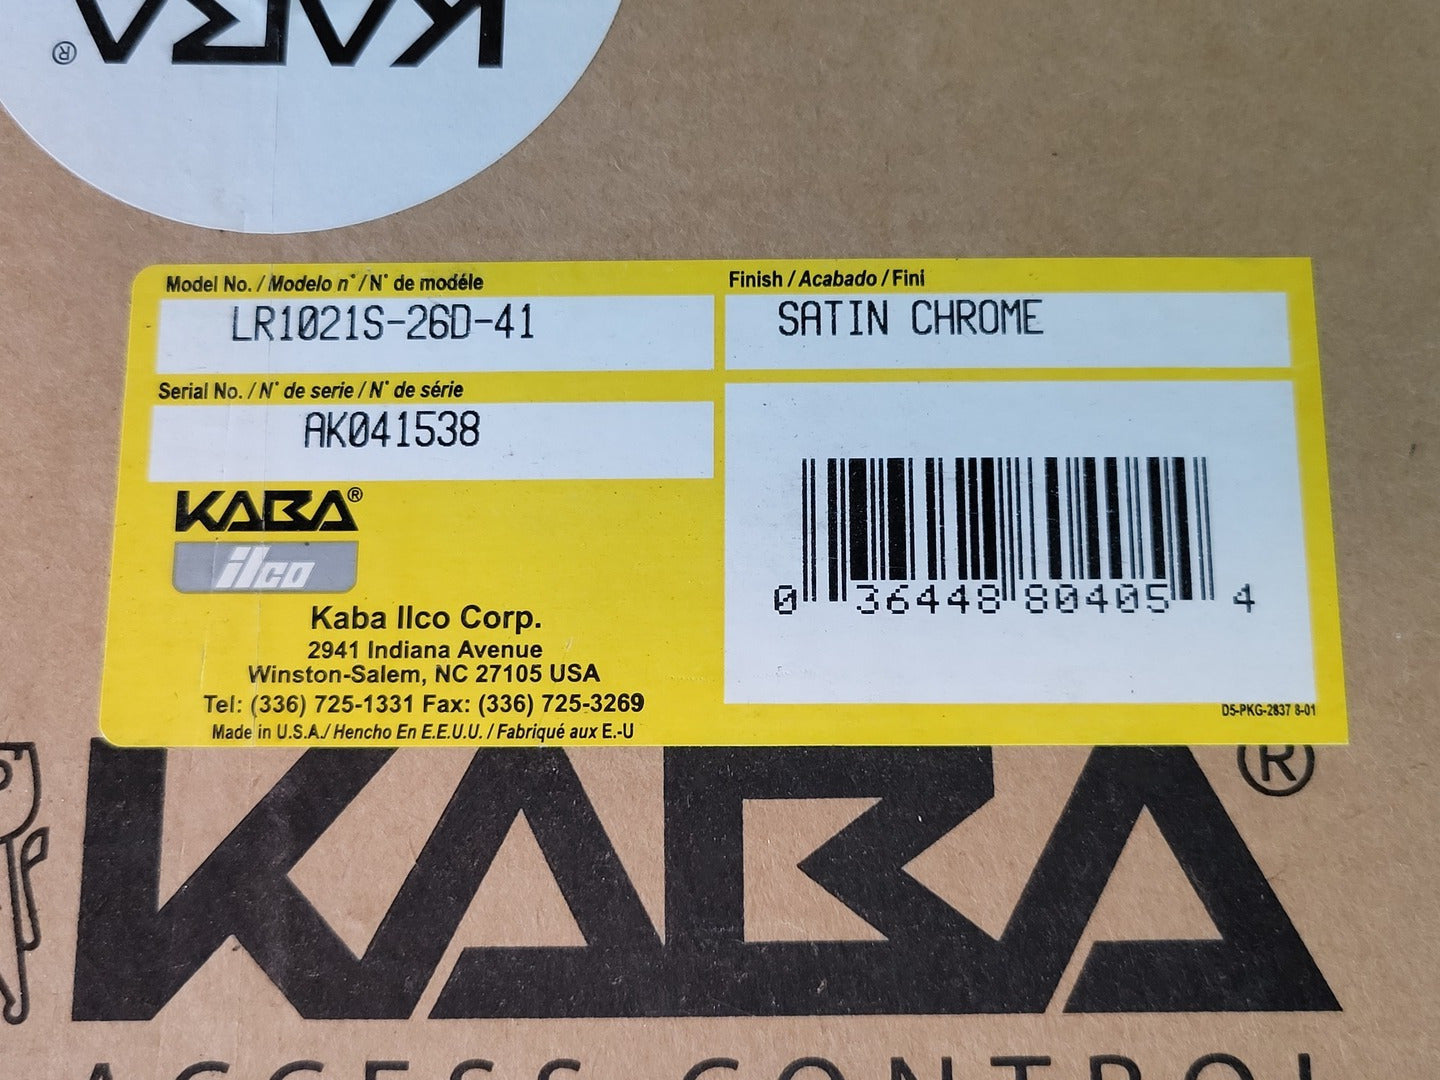 KABA®
Model No. / Modelo n° / N° de modéle
LR1021S-26D-41
Finish / Acabado / Fini
SATIN CHROME
Serial No. / N° de serie / N° de série
AK041538
KABA®
ilco
Kaba Ilco Corp.
2941 Indiana Avenue
Winston-Salem, NC 27105 USA
Tel: (336) 725-1331 Fax: (336) 725-3269
Made in U.S.A./ Hencho En E.E.U.U. / Fabriqué aux E.-U
0 36448 80405 4
D5-PKG-2837 8-01
KABA®
ACCESS CONTROL